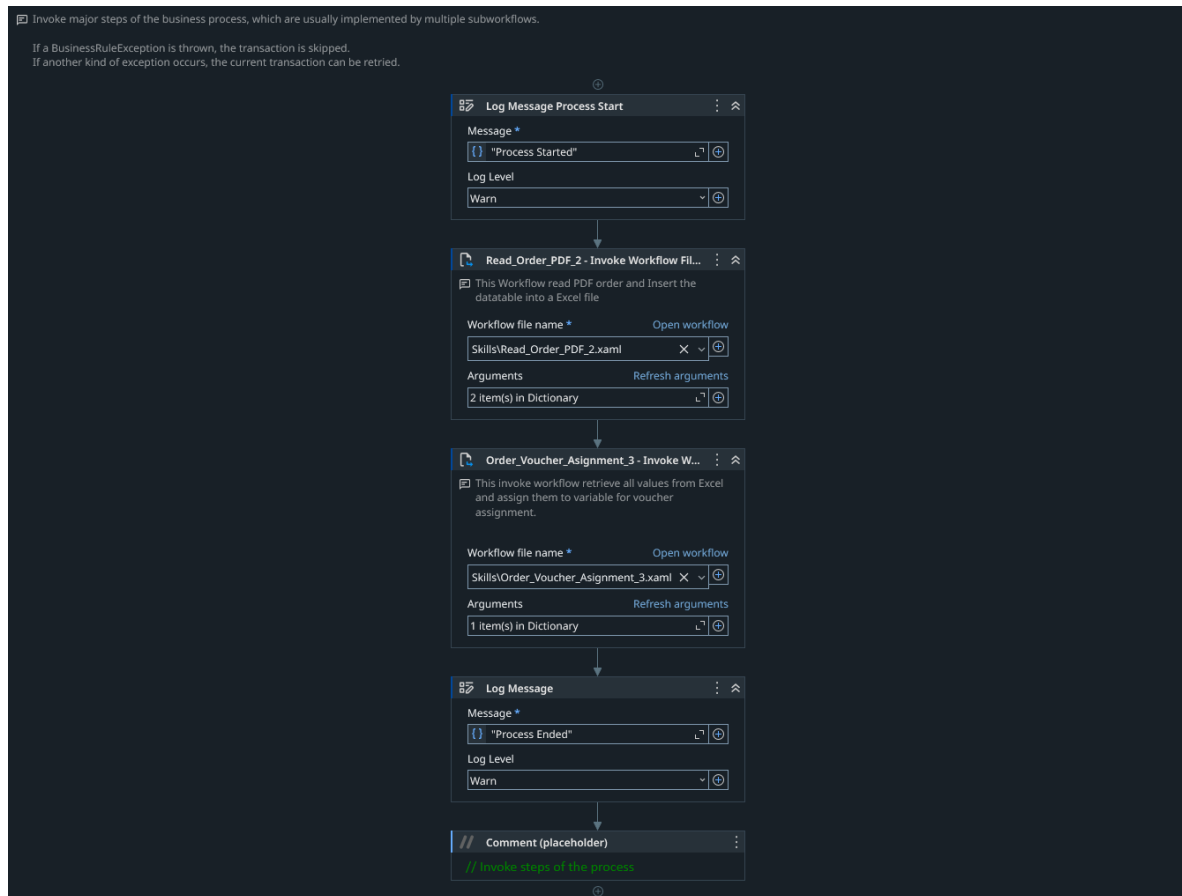 Invoke major steps of the business process, which are usually implemented by multiple subworkflows.
If a BusinessRuleException is thrown, the transaction is skipped.
If another kind of exception occurs, the current transaction can be retried.
Log Message Process Start
Message *
"Process Started"
Log Level
Warn
Read_Order_PDF_2 - Invoke Workflow Fil...
This Workflow read PDF order and Insert the
datatable into a Excel file
Workflow file name * Open workflow
Skills\Read_Order_PDF_2.xaml
Arguments Refresh arguments
2 item(s) in Dictionary
Order_Voucher_Asignment_3 - Invoke W...
This invoke workflow retrieve all values from Excel
and assign them to variable for voucher
assignment.
Workflow file name * Open workflow
Skills\Order_Voucher_Asignment_3.xaml
Arguments Refresh arguments
1 item(s) in Dictionary
Log Message
Message *
"Process Ended"
Log Level
Warn
// Comment (placeholder)
// Invoke steps of the process